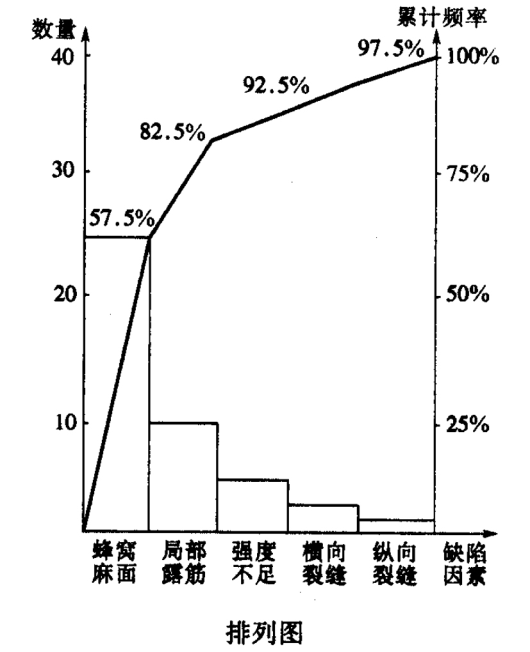 数量
累计频率
40
30
20
10
57.5%
82.5%
92.5%
97.5%
100%
75%
50%
25%
蜂窝
麻面
局部
露筋
强度
不足
横向
裂缝
纵向
裂缝
缺陷
因素
排列图